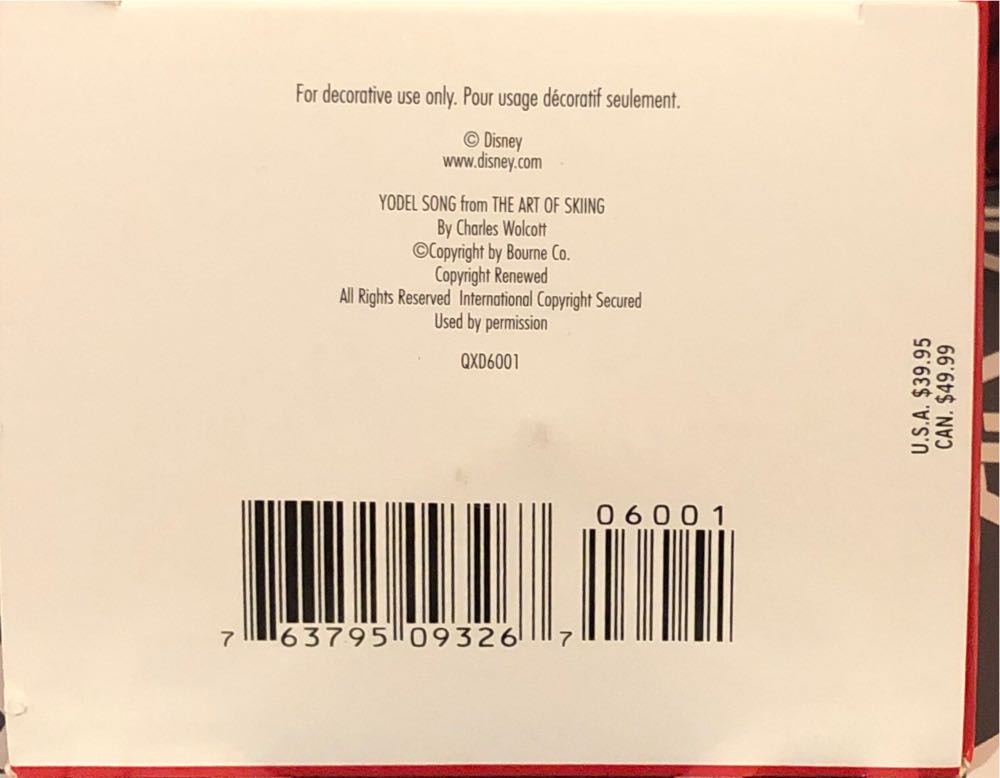 For decorative use only. Pour usage décoratif seulement.
© Disney
www.disney.com
YODEL SONG from THE ART OF SKIING
By Charles Wolcott
©Copyright by Bourne Co.
Copyright Renewed
All Rights Reserved International Copyright Secured
Used by permission
QXD6001
U.S.A. $39.95
CAN. $49.99
06001
7 63795 09326 7